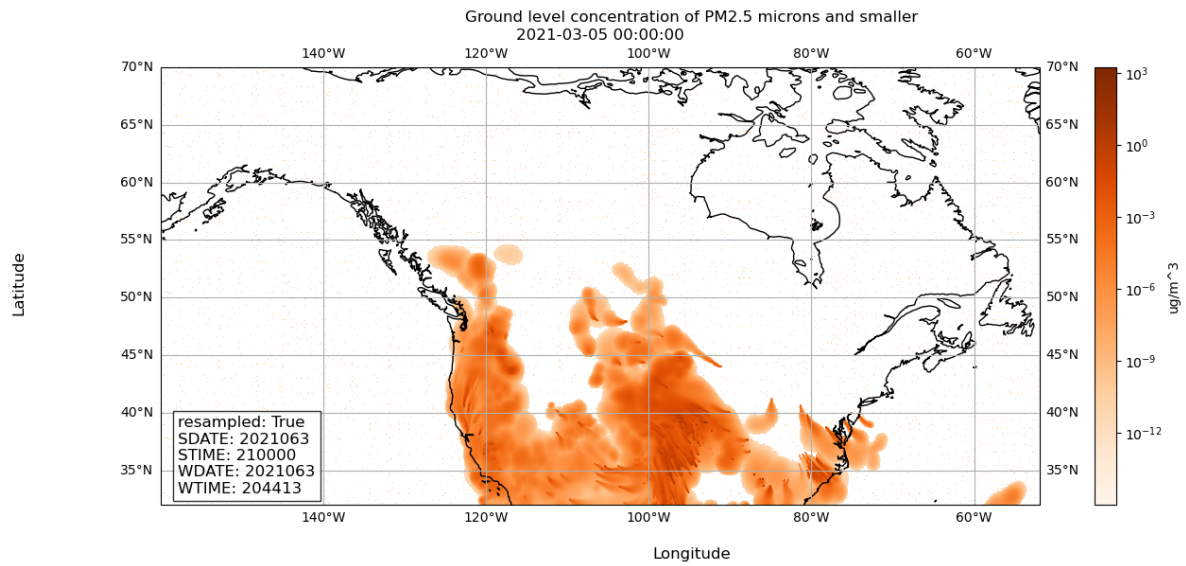 Ground level concentration of PM2.5 microns and smaller
2021-03-05 00:00:00
140°W 120°W 100°W 80°W 60°W
70°N 70°N 10^3
65°N 65°N
10^0
60°N 60°N
10^-3
55°N 55°N
Latitude 50°N 50°N 10^-6 ug/m^3
45°N 45°N
10^-9
40°N 40°N
10^-12
35°N 35°N
resampled: True
SDATE: 2021063
STIME: 210000
WDATE: 2021063
WTIME: 204413
140°W 120°W 100°W 80°W 60°W
Longitude